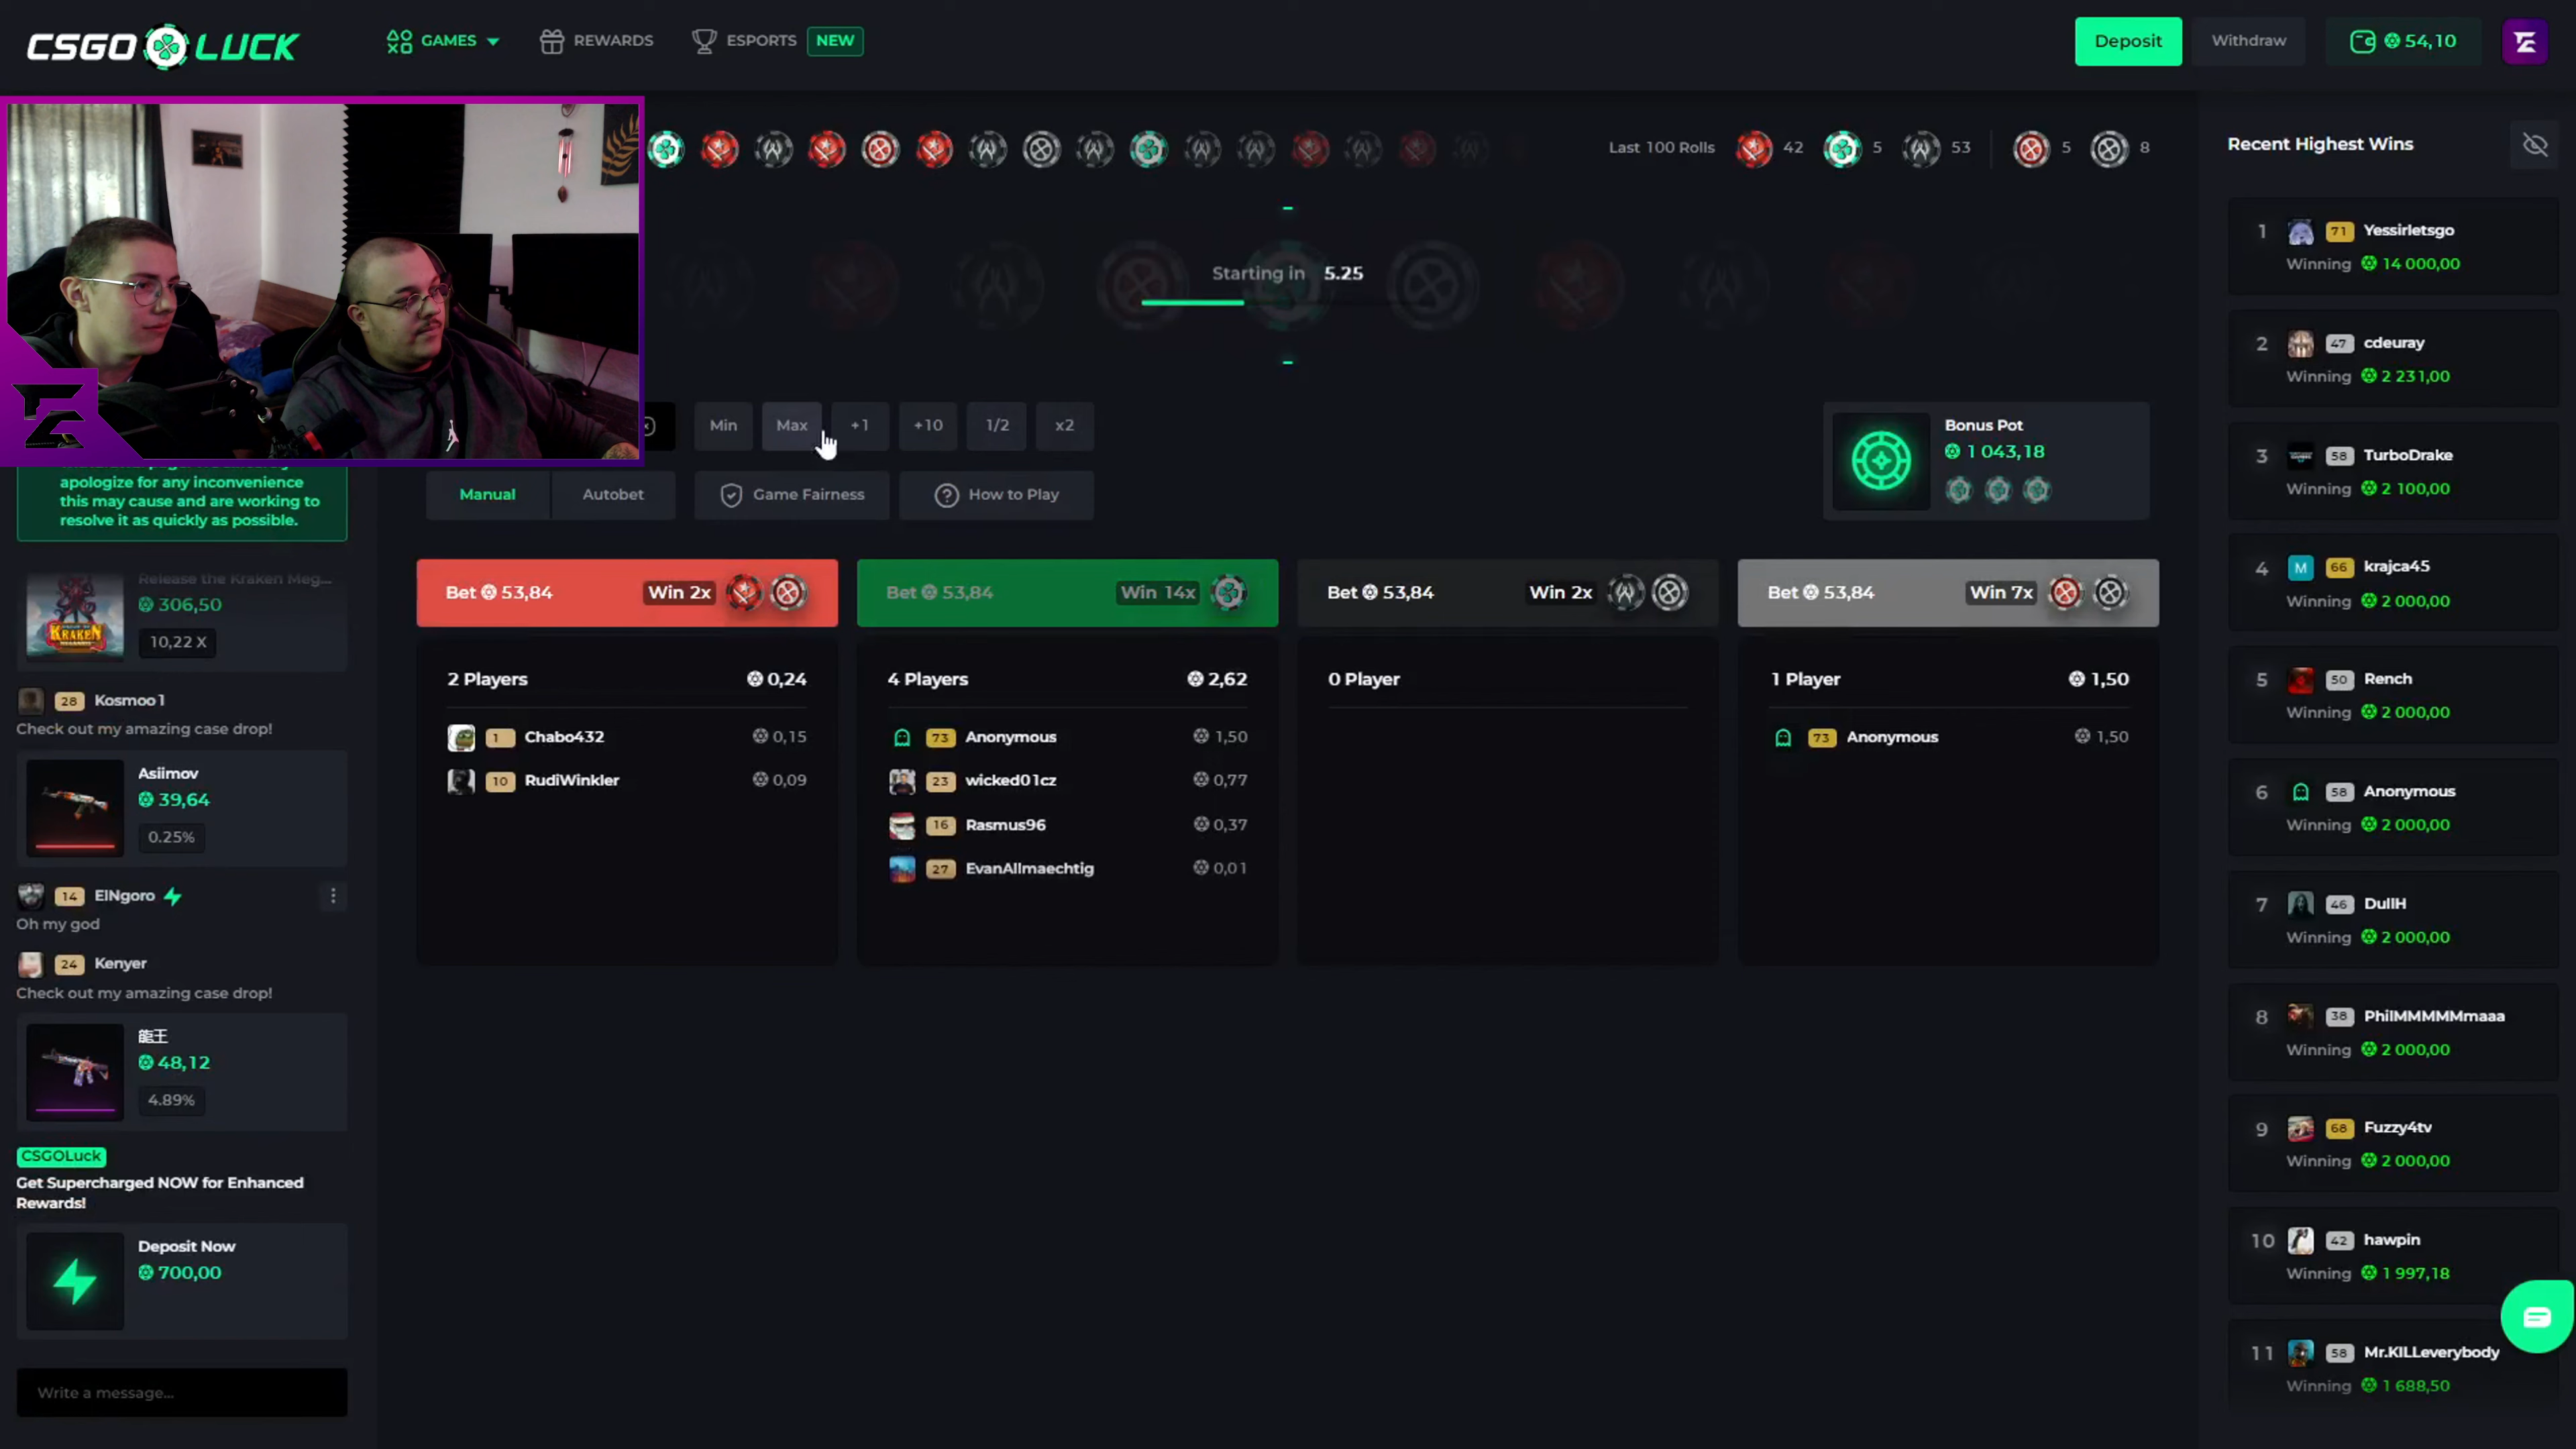 CSGO LUCK
GAMES
REWARDS
ESPORTS NEW
Deposit
Withdraw
54,10
Last 100 Rolls 42 5 53 5 8
Starting in 5.25
Min
Max
+1
+10
1/2
x2
Manual
Autobet
Game Fairness
How to Play
Bonus Pot
1 043,18
Bet 53,84 Win 2x
2 Players 0,24
1 Chabo432 0,15
10 RudiWinkler 0,09
Bet 53,84 Win 14x
4 Players 2,62
73 Anonymous 1,50
23 wicked01cz 0,77
16 Rasmus96 0,37
27 EvanAllmaechtig 0,01
Bet 53,84 Win 2x
0 Player
Bet 53,84 Win 7x
1 Player 1,50
73 Anonymous 1,50
apologize for any inconvenience
this may cause and are working to
resolve it as quickly as possible.
Release the Kraken Meg...
306,50
10,22 X
KRAKEN
28 Kosmoo1
Check out my amazing case drop!
Asiimov
39,64
0.25%
14 ElNgoro
Oh my god
24 Kenyer
Check out my amazing case drop!
龍王
48,12
4.89%
CSGOLuck
Get Supercharged NOW for Enhanced
Rewards!
Deposit Now
700,00
Write a message...
Recent Highest Wins
1 71 Yessirletsgo
Winning 14 000,00
2 47 cdeuray
Winning 2 231,00
3 58 TurboDrake
Winning 2 100,00
4 M 66 krajca45
Winning 2 000,00
5 50 Rench
Winning 2 000,00
6 58 Anonymous
Winning 2 000,00
7 46 DullH
Winning 2 000,00
8 38 PhilMMMMMmaaa
Winning 2 000,00
9 68 Fuzzy4tv
Winning 2 000,00
10 42 hawpin
Winning 1 997,18
11 58 Mr.KILLeverybody
Winning 1 688,50